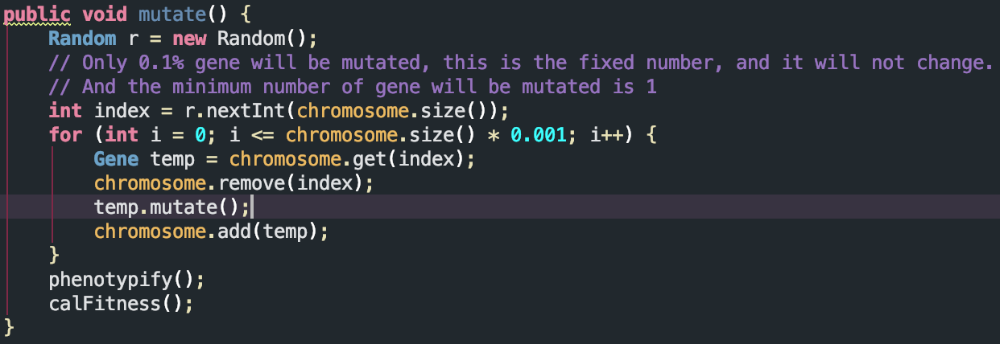 public void mutate() {
    Random r = new Random();
    // Only 0.1% gene will be mutated, this is the fixed number, and it will not change.
    // And the minimum number of gene will be mutated is 1
    int index = r.nextInt(chromosome.size());
    for (int i = 0; i <= chromosome.size() * 0.001; i++) {
        Gene temp = chromosome.get(index);
        chromosome.remove(index);
        temp.mutate();
        chromosome.add(temp);
    }
    phenotypify();
    calFitness();
}